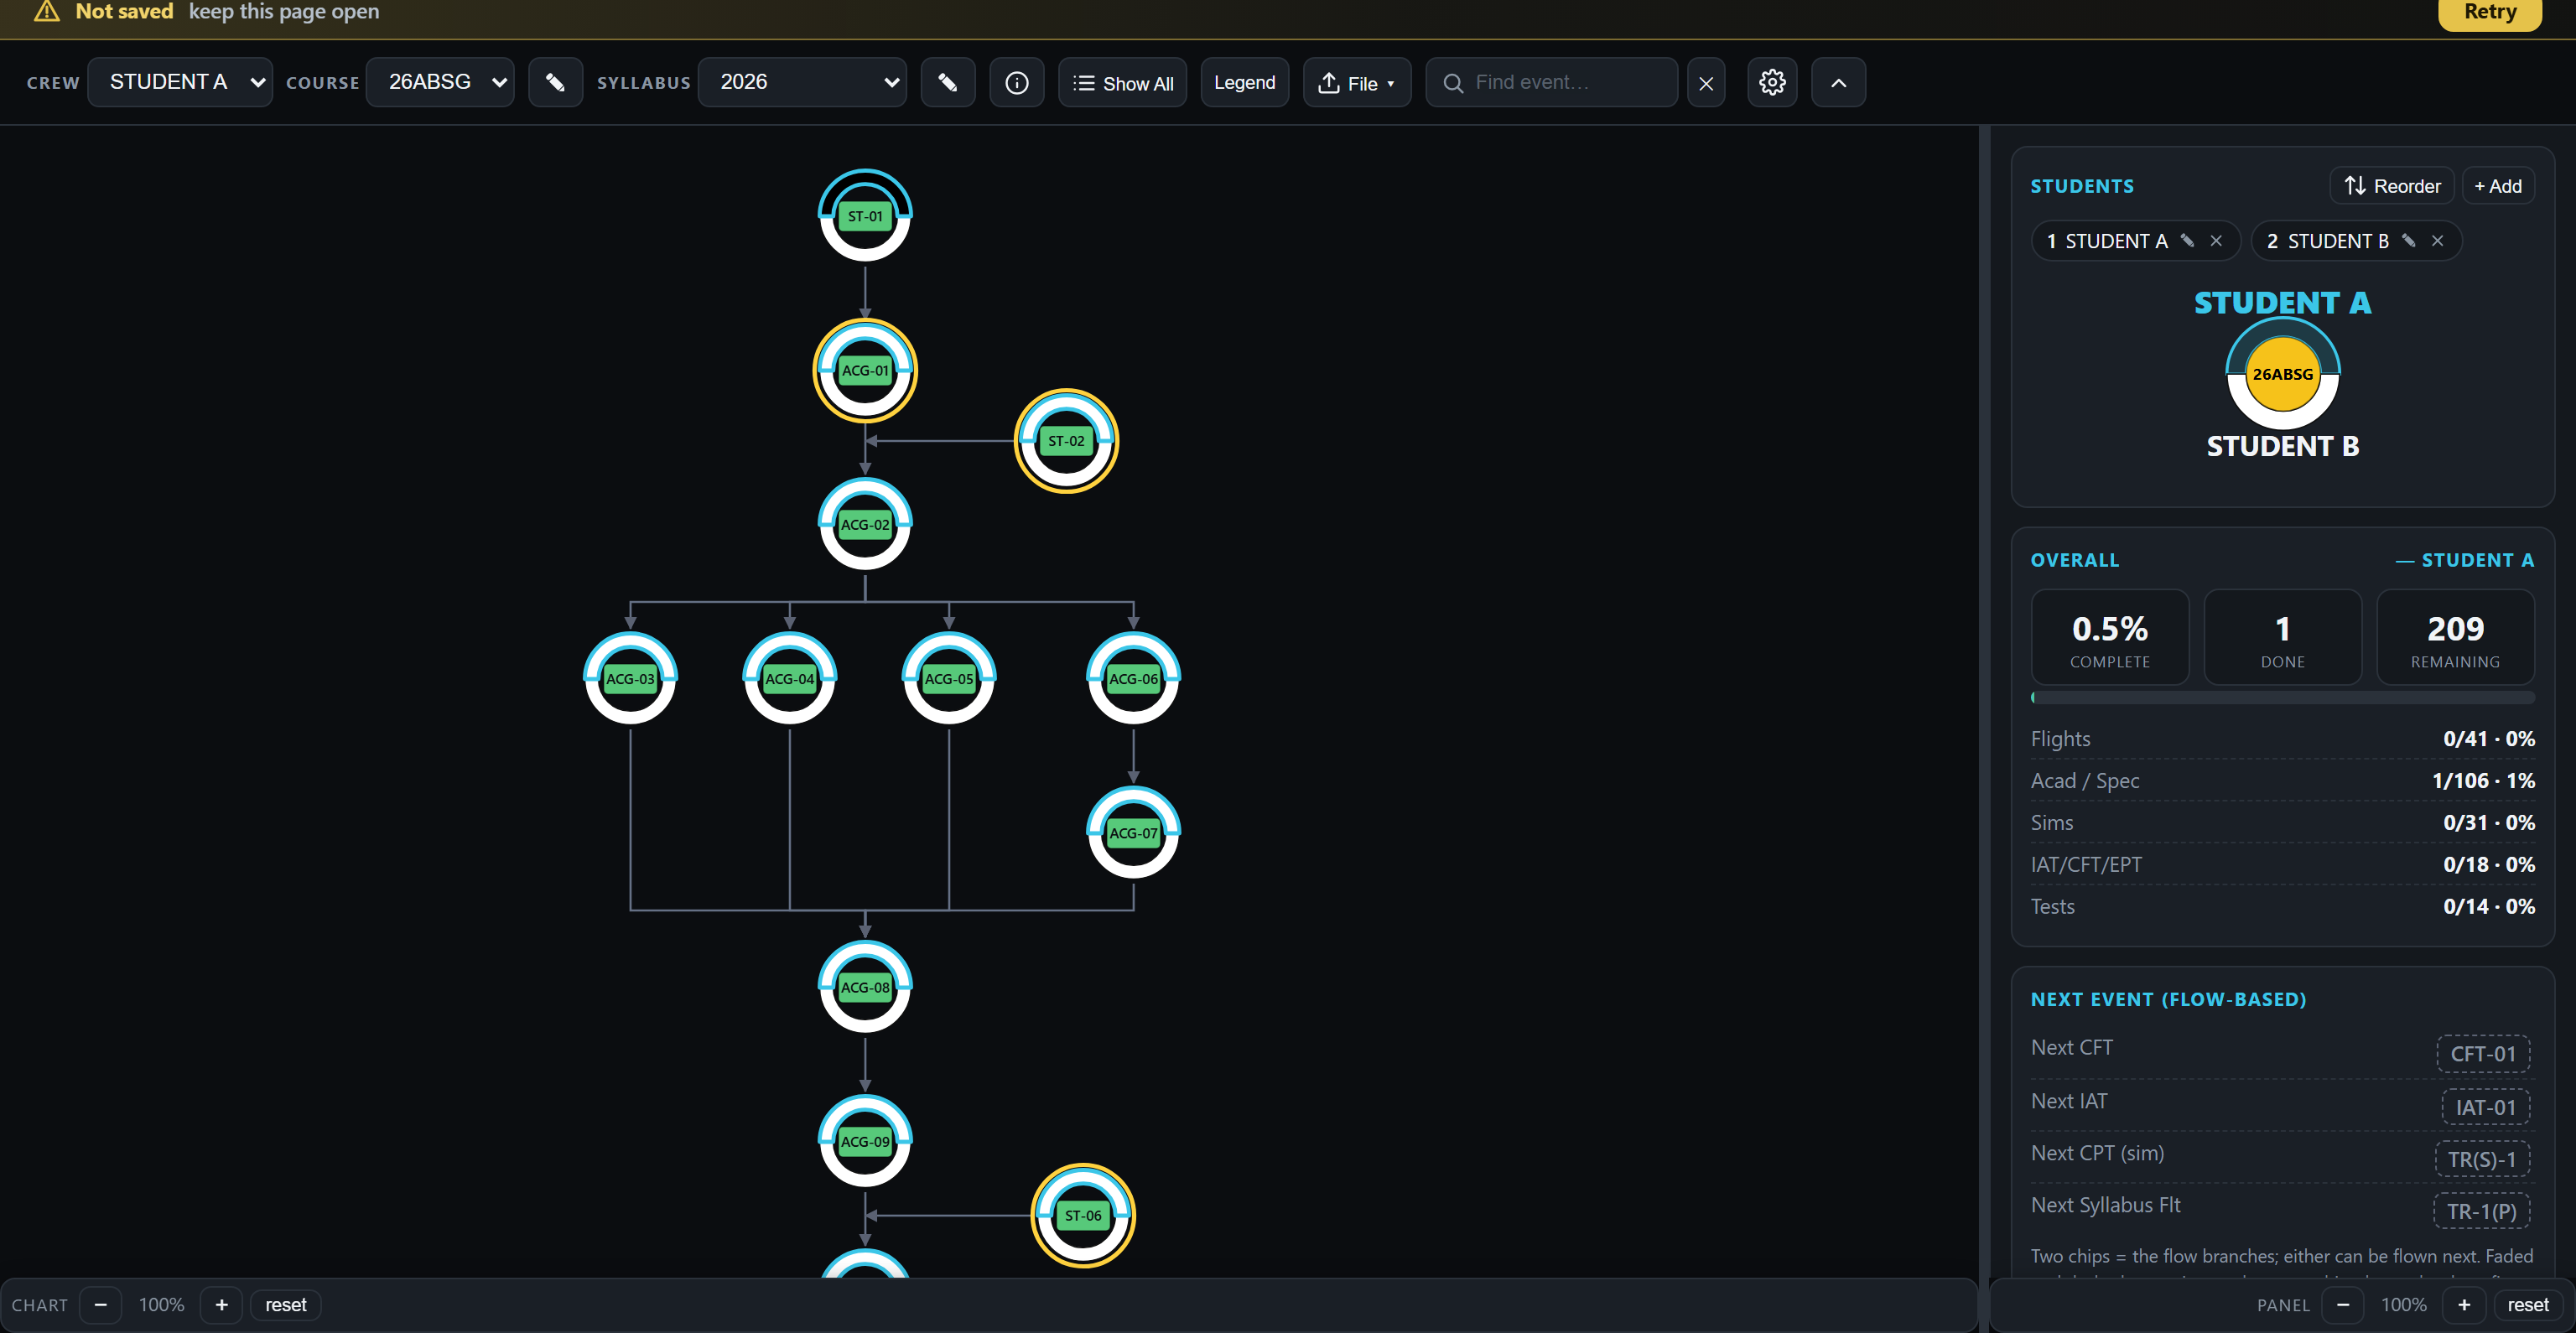 Not saved keep this page open
Retry
CREW STUDENT A COURSE 26ABSG SYLLABUS 2026 Show All Legend File Find event…
ST-01
ACG-01
ST-02
ACG-02
ACG-03 ACG-04 ACG-05 ACG-06
ACG-07
ACG-08
ACG-09
ST-06
CHART − 100% + reset
STUDENTS
Reorder + Add
1 STUDENT A 2 STUDENT B
STUDENT A
26ABSG
STUDENT B
OVERALL — STUDENT A
0.5% 1 209
COMPLETE DONE REMAINING
Flights 0/41 · 0%
Acad / Spec 1/106 · 1%
Sims 0/31 · 0%
IAT/CFT/EPT 0/18 · 0%
Tests 0/14 · 0%
NEXT EVENT (FLOW-BASED)
Next CFT CFT-01
Next IAT IAT-01
Next CPT (sim) TR(S)-1
Next Syllabus Flt TR-1(P)
Two chips = the flow branches; either can be flown next. Faded
PANEL − 100% + reset